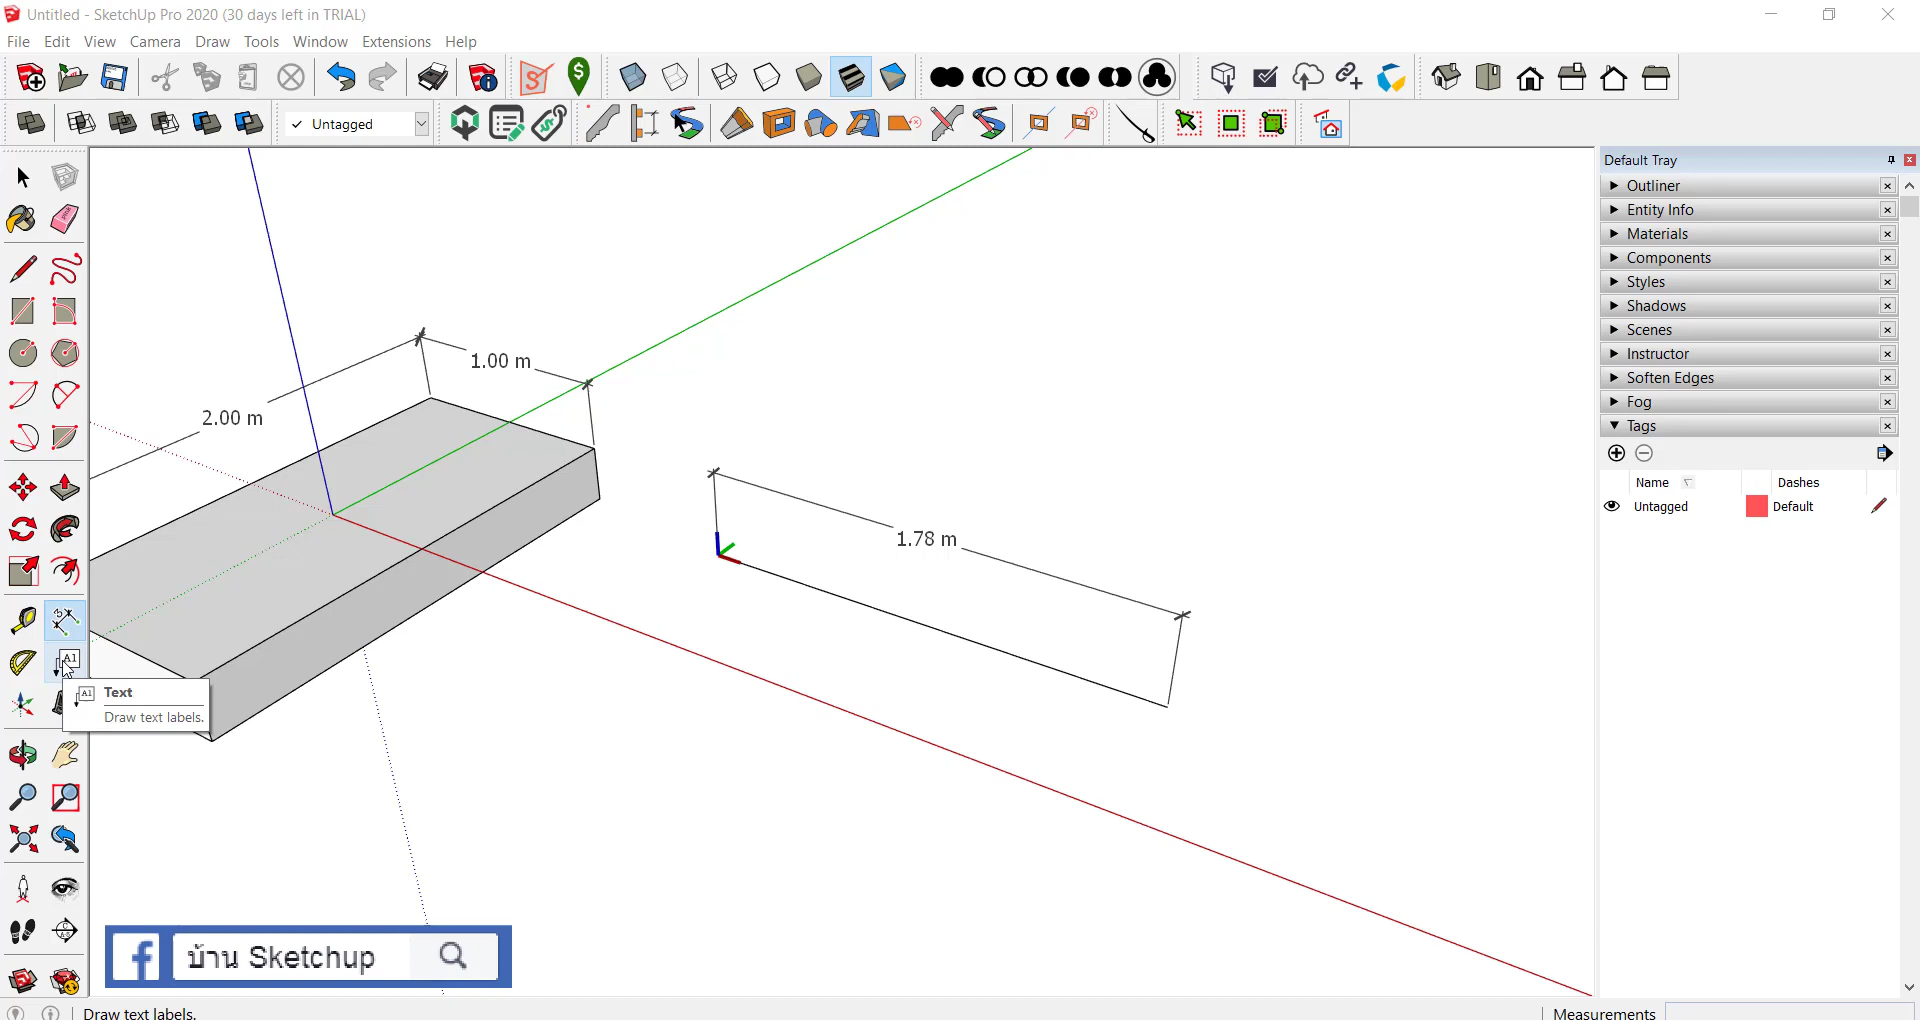 Untitled - SketchUp Pro 2020 (30 days left in TRIAL)
File Edit View Camera Draw Tools Window Extensions Help
Untagged
Default Tray
Outliner
Entity Info
Materials
Components
Styles
Shadows
Scenes
Instructor
Soften Edges
Fog
Tags
Name Dashes
Untagged Default
1.00 m
2.00 m
1.78 m
A1
A1 Text
Draw text labels.
บ้าน Sketchup
Draw text labels.
Measurements